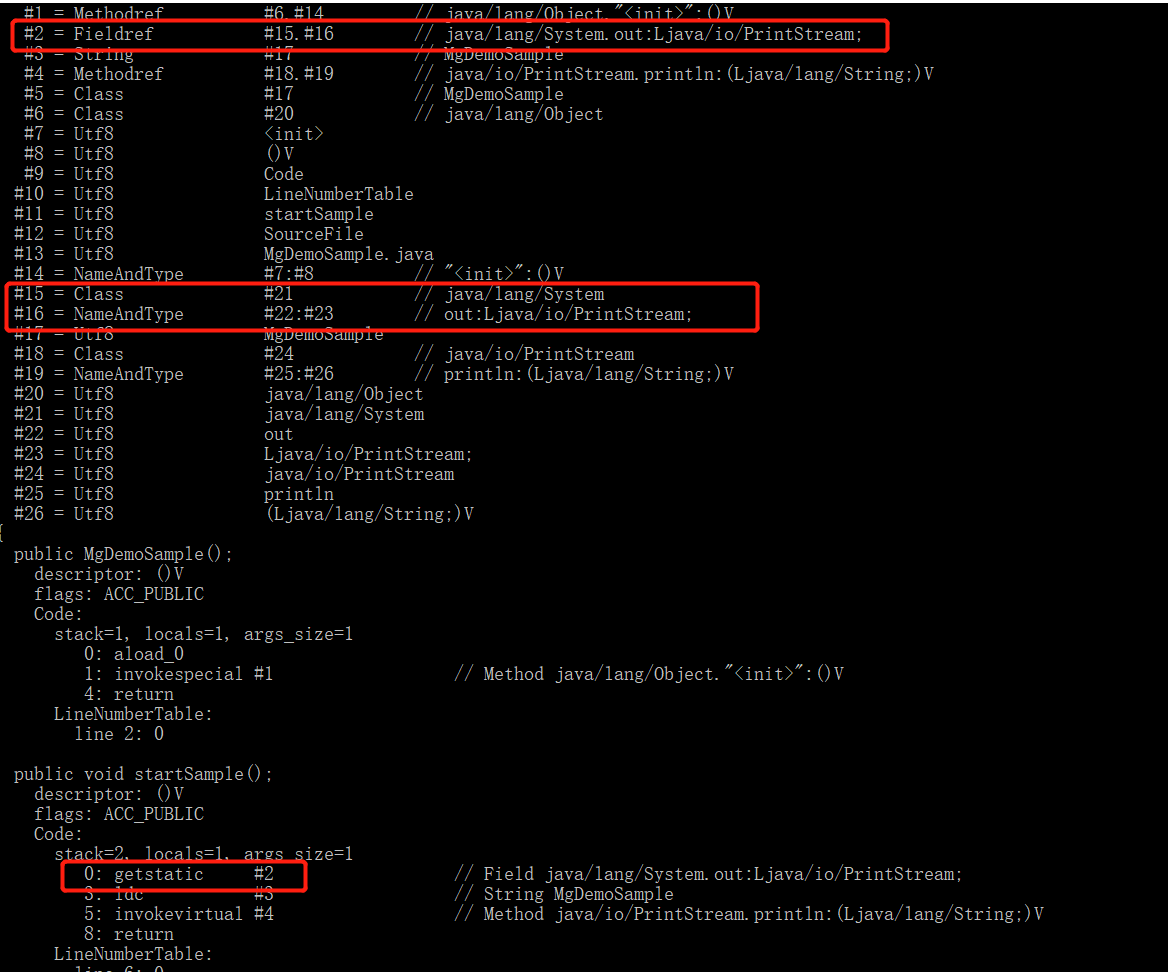 #1 = Methodref          #6.#14         // java/lang/Object."<init>":()V
#2 = Fieldref           #15.#16        // java/lang/System.out:Ljava/io/PrintStream;
#3 = String             #17            // MgDemoSample
#4 = Methodref          #18.#19        // java/io/PrintStream.println:(Ljava/lang/String;)V
#5 = Class              #17            // MgDemoSample
#6 = Class              #20            // java/lang/Object
#7 = Utf8               <init>
#8 = Utf8               ()V
#9 = Utf8               Code
#10 = Utf8               LineNumberTable
#11 = Utf8               startSample
#12 = Utf8               SourceFile
#13 = Utf8               MgDemoSample.java
#14 = NameAndType        #7:#8          // "<init>":()V
#15 = Class              #21            // java/lang/System
#16 = NameAndType        #22:#23        // out:Ljava/io/PrintStream;
#17 = Utf8               MgDemoSample
#18 = Class              #24            // java/io/PrintStream
#19 = NameAndType        #25:#26        // println:(Ljava/lang/String;)V
#20 = Utf8               java/lang/Object
#21 = Utf8               java/lang/System
#22 = Utf8               out
#23 = Utf8               Ljava/io/PrintStream;
#24 = Utf8               java/io/PrintStream
#25 = Utf8               println
#26 = Utf8               (Ljava/lang/String;)V
{
public MgDemoSample();
descriptor: ()V
flags: ACC_PUBLIC
Code:
stack=1, locals=1, args_size=1
0: aload_0
1: invokespecial #1                  // Method java/lang/Object."<init>":()V
4: return
LineNumberTable:
line 2: 0
public void startSample();
descriptor: ()V
flags: ACC_PUBLIC
Code:
stack=2, locals=1, args_size=1
0: getstatic     #2                  // Field java/lang/System.out:Ljava/io/PrintStream;
3: ldc           #3                  // String MgDemoSample
5: invokevirtual #4                  // Method java/io/PrintStream.println:(Ljava/lang/String;)V
8: return
LineNumberTable:
line 6: 0